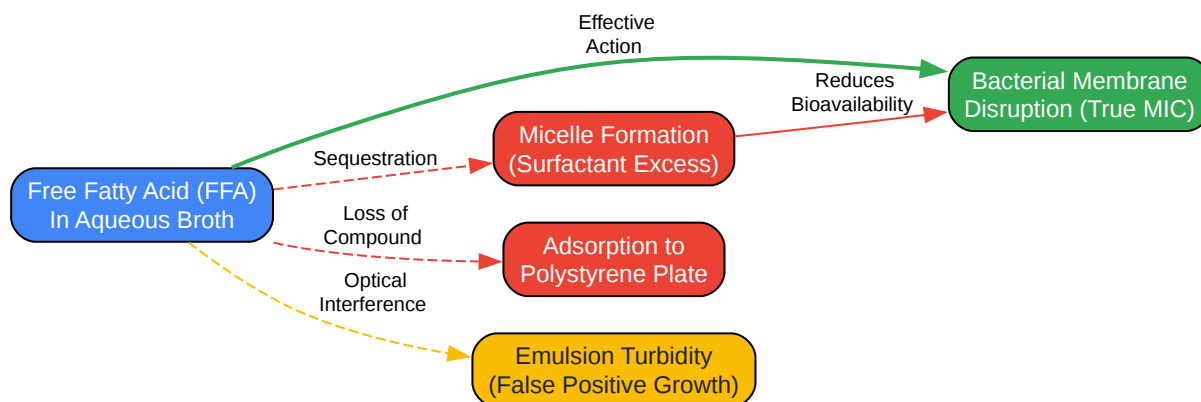 Effective
Action
Reduces
Bioavailability
Bacterial Membrane
Disruption (True MIC)
Micelle Formation
(Surfactant Excess)
Sequestration
Free Fatty Acid (FFA)
In Aqueous Broth
Loss of
Compound
Adsorption to
Polystyrene Plate
Optical
Interference
Emulsion Turbidity
(False Positive Growth)